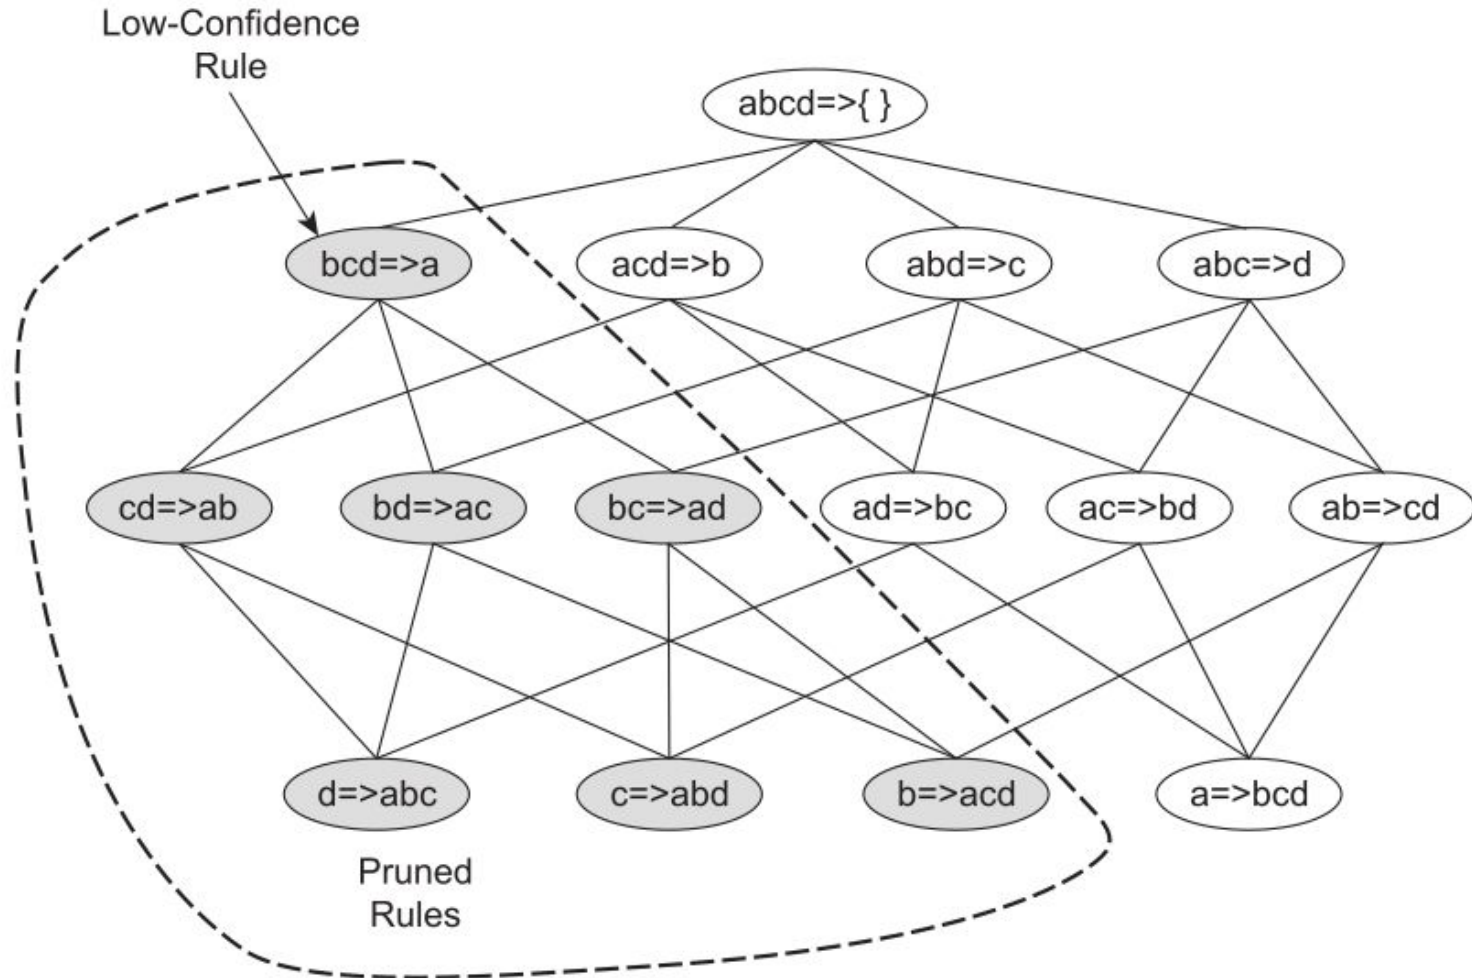 Low-Confidence
Rule
abcd=>{ }
bcd=>a
acd=>b
abd=>c
abc=>d
cd=>ab
bd=>ac
bc=>ad
ad=>bc
ac=>bd
ab=>cd
d=>abc
c=>abd
b=>acd
a=>bcd
Pruned
Rules